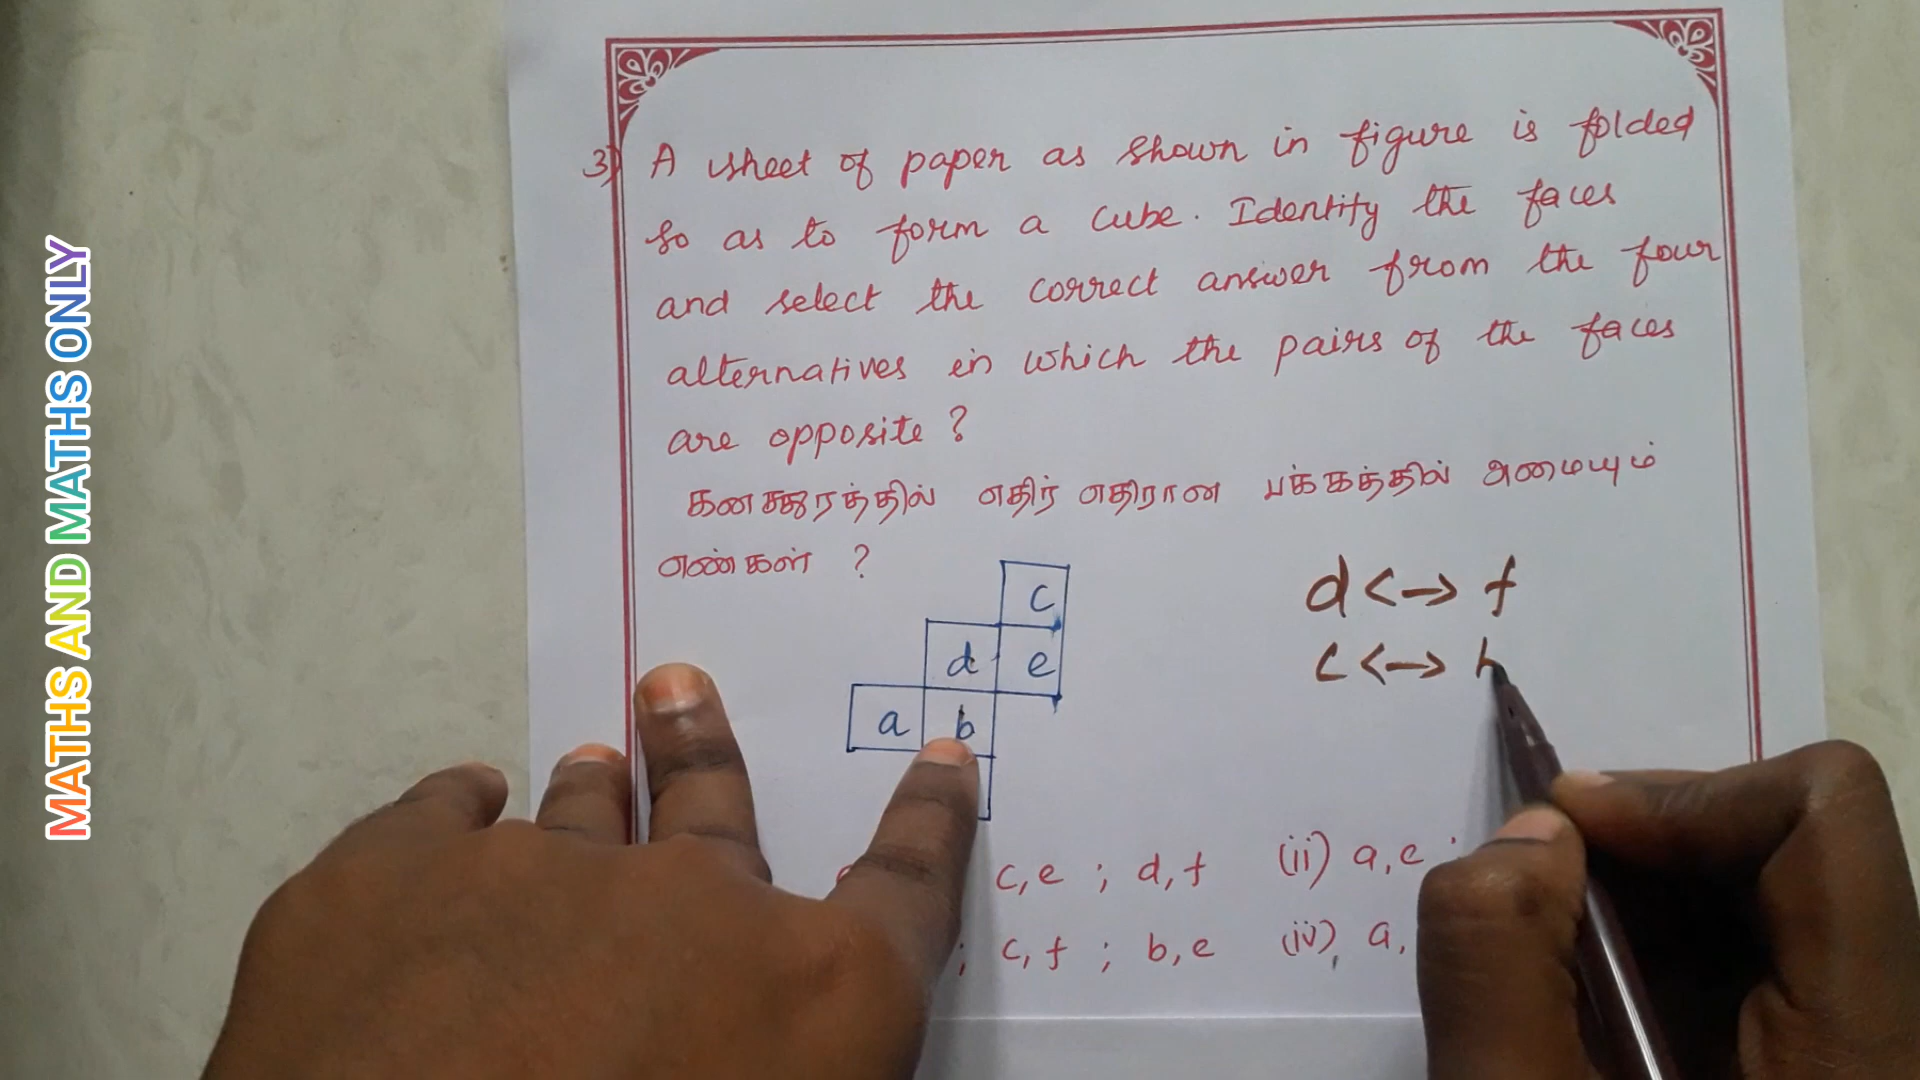 MATHS AND MATHS ONLY
3) A sheet of paper as shown in figure is folded
so as to form a cube. Identify the faces
and select the correct answer from the four
alternatives in which the pairs of the faces
are opposite ?
கனசதுரத்தில் எதிர் எதிரான பக்கத்தில் அமையும்
எண்கள் ?
c
d e
a b
d <-> f
c <->
c, e ; d, f (ii) a, e
; c, f ; b, e (iv) a,